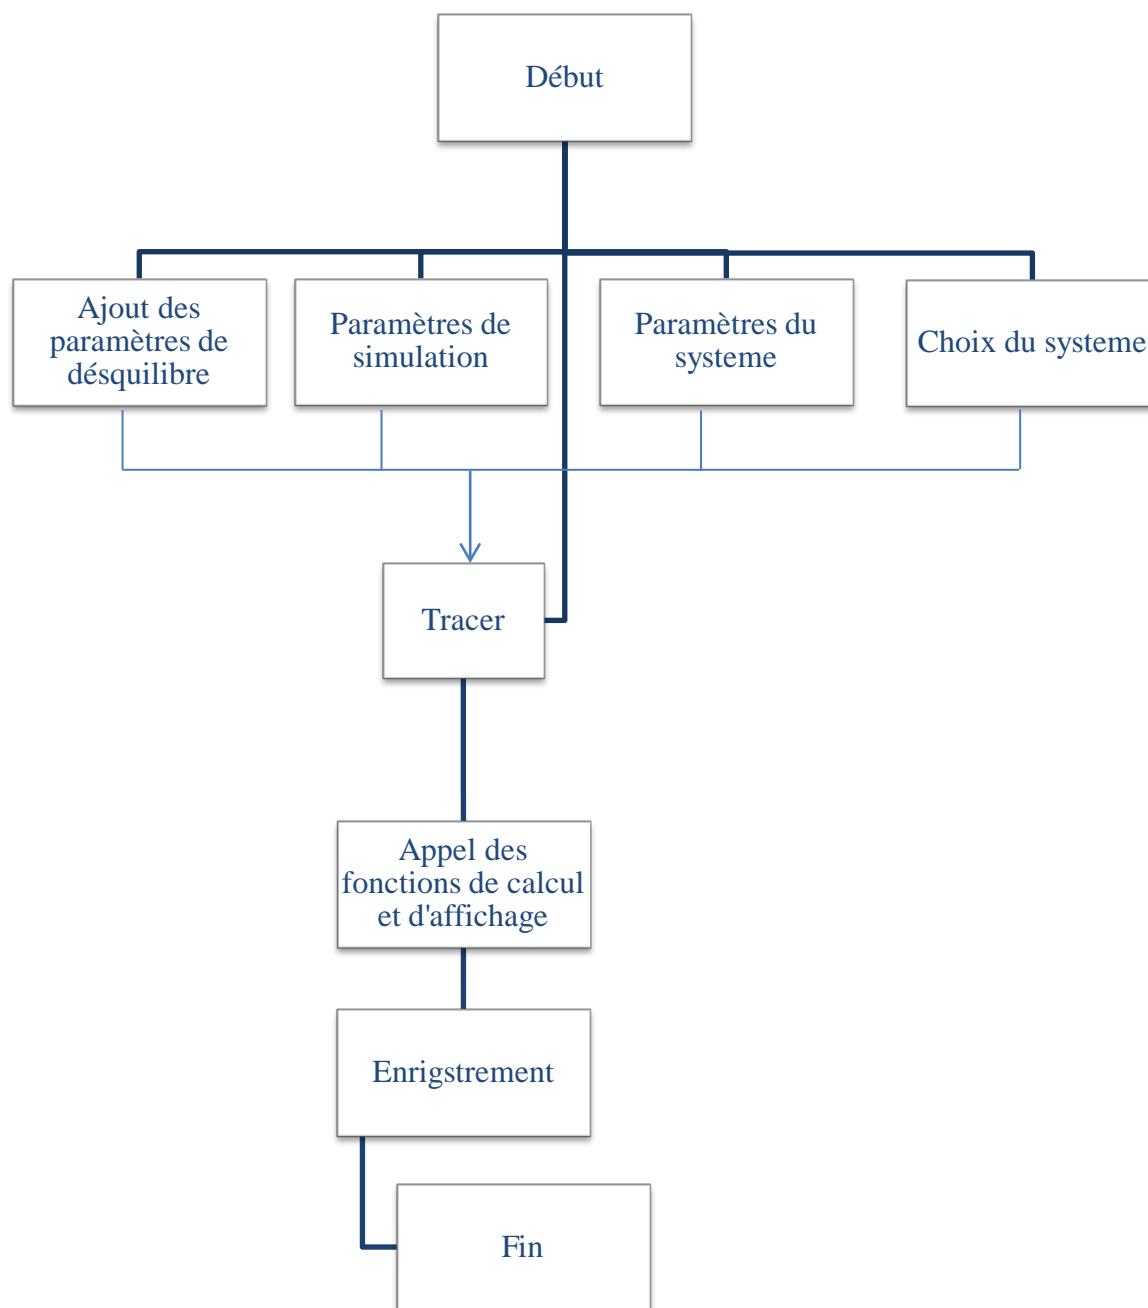 Début
Ajout des
paramètres de
désquilibre
Paramètres de
simulation
Paramètres du
systeme
Choix du systeme
Tracer
Appel des
fonctions de calcul
et d'affichage
Enrigstrement
Fin